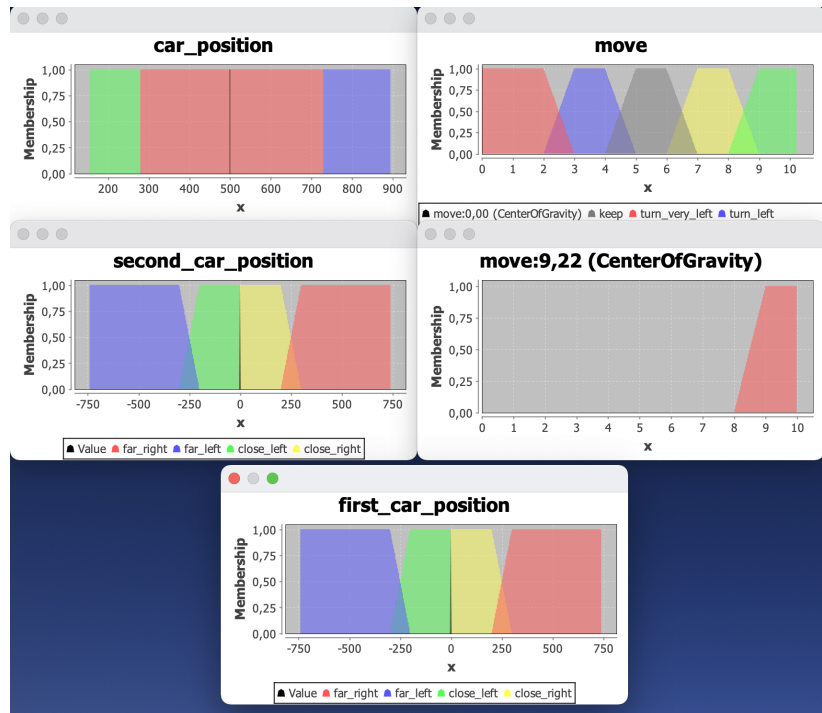 car_position
Membership
1,00
0,75
0,50
0,25
0,00
200 300 400 500 600 700 800 900
x
move
Membership
1,00
0,75
0,50
0,25
0,00
0 1 2 3 4 5 6 7 8 9 10
x
move:0,00 (CenterOfGravity) keep turn_very_left turn_left
second_car_position
Membership
1,00
0,75
0,50
0,25
0,00
-750 -500 -250 0 250 500 750
x
Value far_right far_left close_left close_right
move:9,22 (CenterOfGravity)
Membership
1,00
0,75
0,50
0,25
0,00
0 1 2 3 4 5 6 7 8 9 10
x
first_car_position
Membership
1,00
0,75
0,50
0,25
0,00
-750 -500 -250 0 250 500 750
x
Value far_right far_left close_left close_right